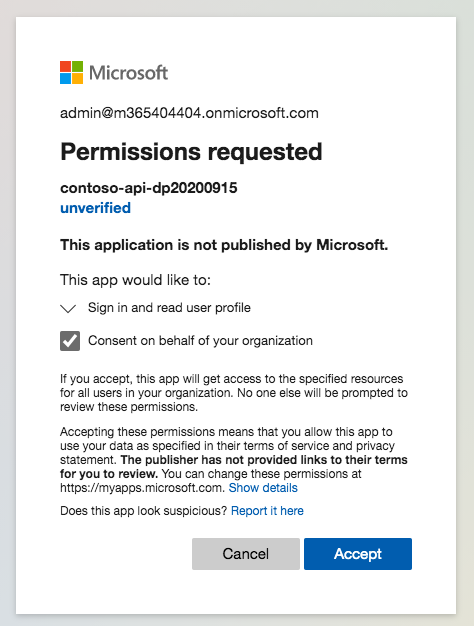 Microsoft
admin@m365404404.onmicrosoft.com
Permissions requested
contoso-api-dp20200915
unverified
This application is not published by Microsoft.
This app would like to:
Sign in and read user profile
Consent on behalf of your organization
If you accept, this app will get access to the specified resources
for all users in your organization. No one else will be prompted to
review these permissions.
Accepting these permissions means that you allow this app to
use your data as specified in their terms of service and privacy
statement. The publisher has not provided links to their terms
for you to review. You can change these permissions at
https://myapps.microsoft.com. Show details
Does this app look suspicious? Report it here
Cancel Accept